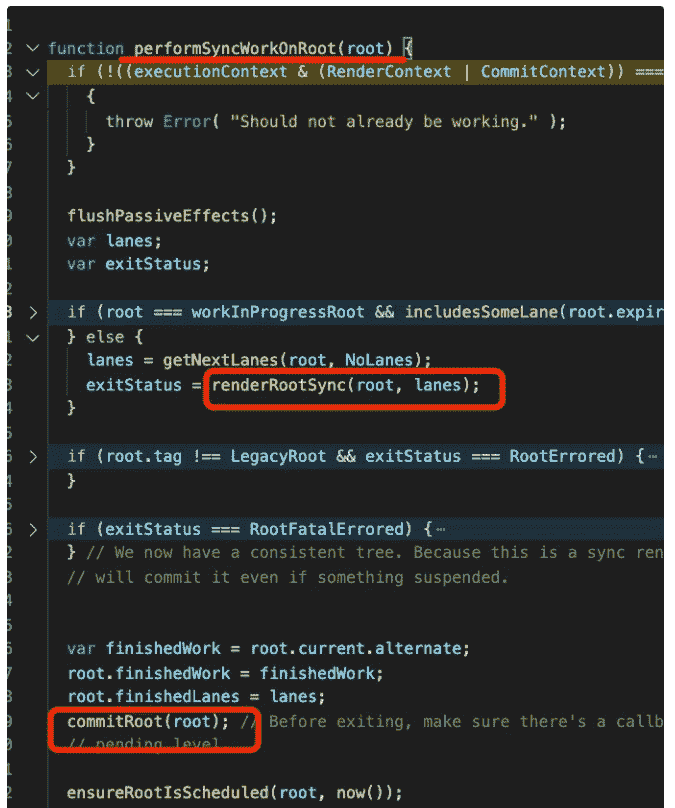 function performSyncWorkOnRoot(root) {
if (!((executionContext & (RenderContext | CommitContext)) ===
{
throw Error( "Should not already be working." );
}
}
flushPassiveEffects();
var lanes;
var exitStatus;
if (root === workInProgressRoot && includesSomeLane(root.expir
} else {
lanes = getNextLanes(root, NoLanes);
exitStatus = renderRootSync(root, lanes);
}
if (root.tag !== LegacyRoot && exitStatus === RootErrored) {…
}
if (exitStatus === RootFatalErrored) {…
} // We now have a consistent tree. Because this is a sync ren
// will commit it even if something suspended.
var finishedWork = root.current.alternate;
root.finishedWork = finishedWork;
root.finishedLanes = lanes;
commitRoot(root); // Before exiting, make sure there's a callb
// pending level.
ensureRootIsScheduled(root, now());